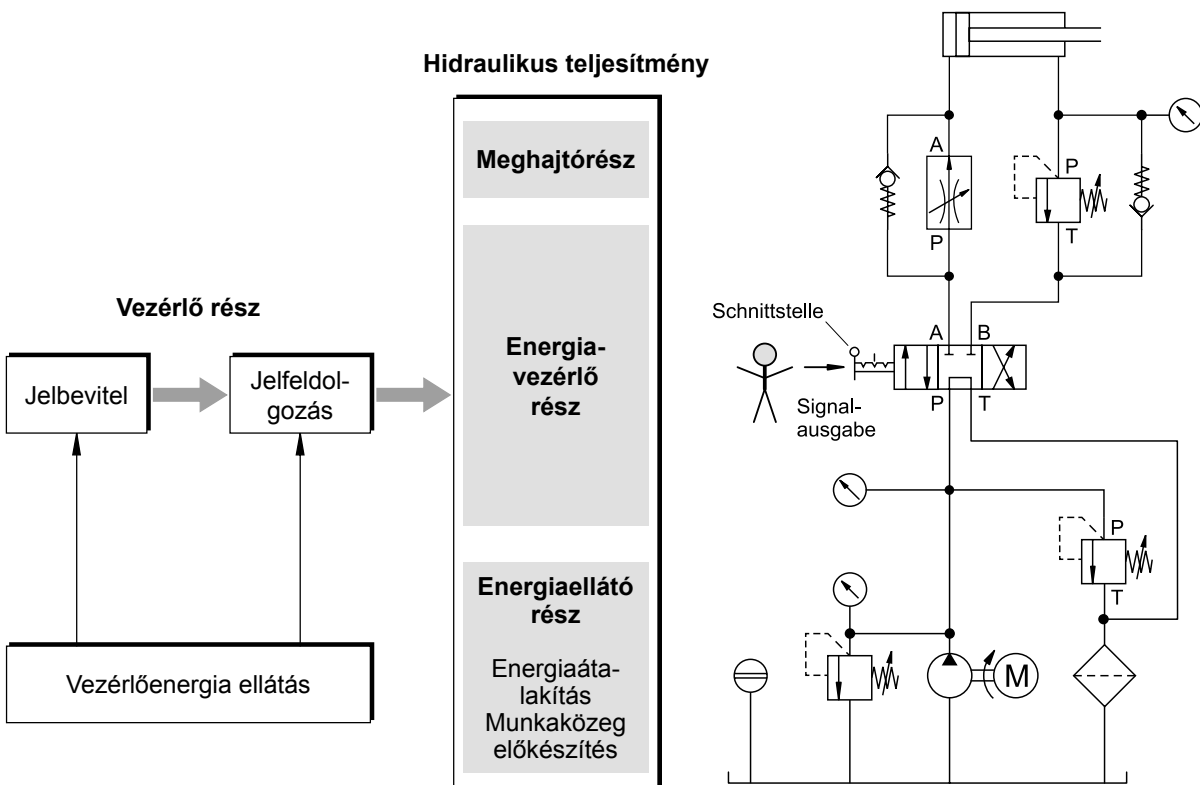 Hidraulikus teljesítmény
Meghajtórész
Energia-
vezérlő
rész
Energiaellátó
rész
Energiaáta-
lakítás
Munkaközeg
előkészítés
Vezérlő rész
Jelbevitel
Jelfeldol-
gozás
Vezérlőenergia ellátás
A
P
P
T
Schnittstelle
A B
P T
Signal-
ausgabe
P
T
M